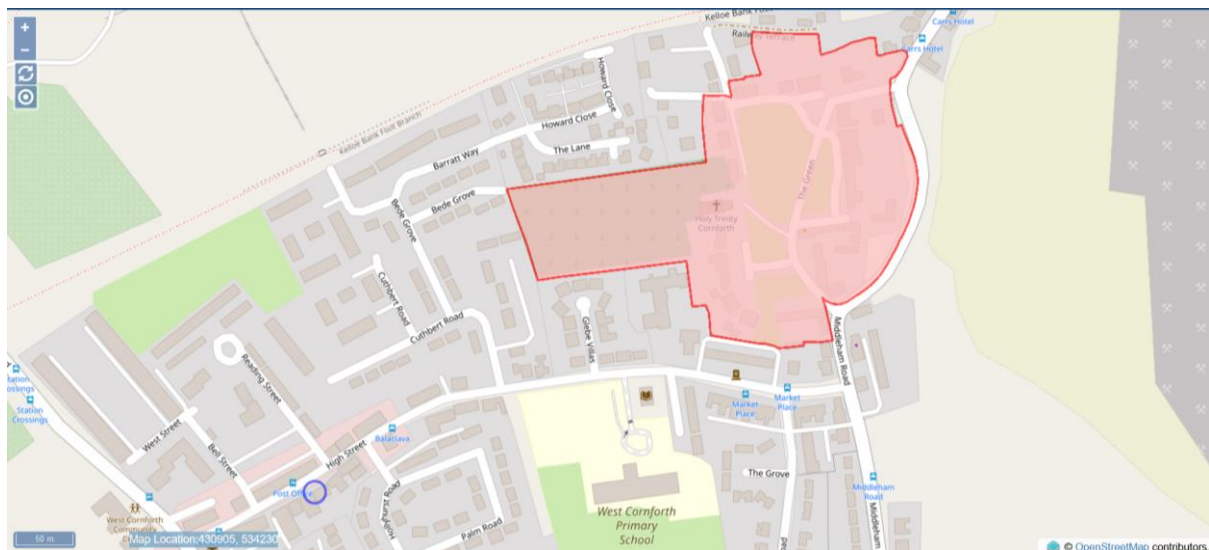 Kelloe Bank Foot
Railway Terrace
Carrs Hotel
Carrs Hotel
Howard Close
Howard Close
The Lane
Kelloe Bank Foot Branch
Barratt Way
Bede Grove
Bede Grove
The Green
Holy Trinity
Cornforth
Cuthbert Road
Cuthbert Road
Glebe Villas
Middleham Road
Reading Street
Market
Place
Market
Place
Station
Crossings
West Street
Bell Street
Balaclava
High Street
Post Office
The Grove
Middleham
Road
Middleham
West Cornforth
Community
West Cornforth
Primary
School
Palm Road
50 m
Map Location:430905, 534230
© OpenStreetMap contributors